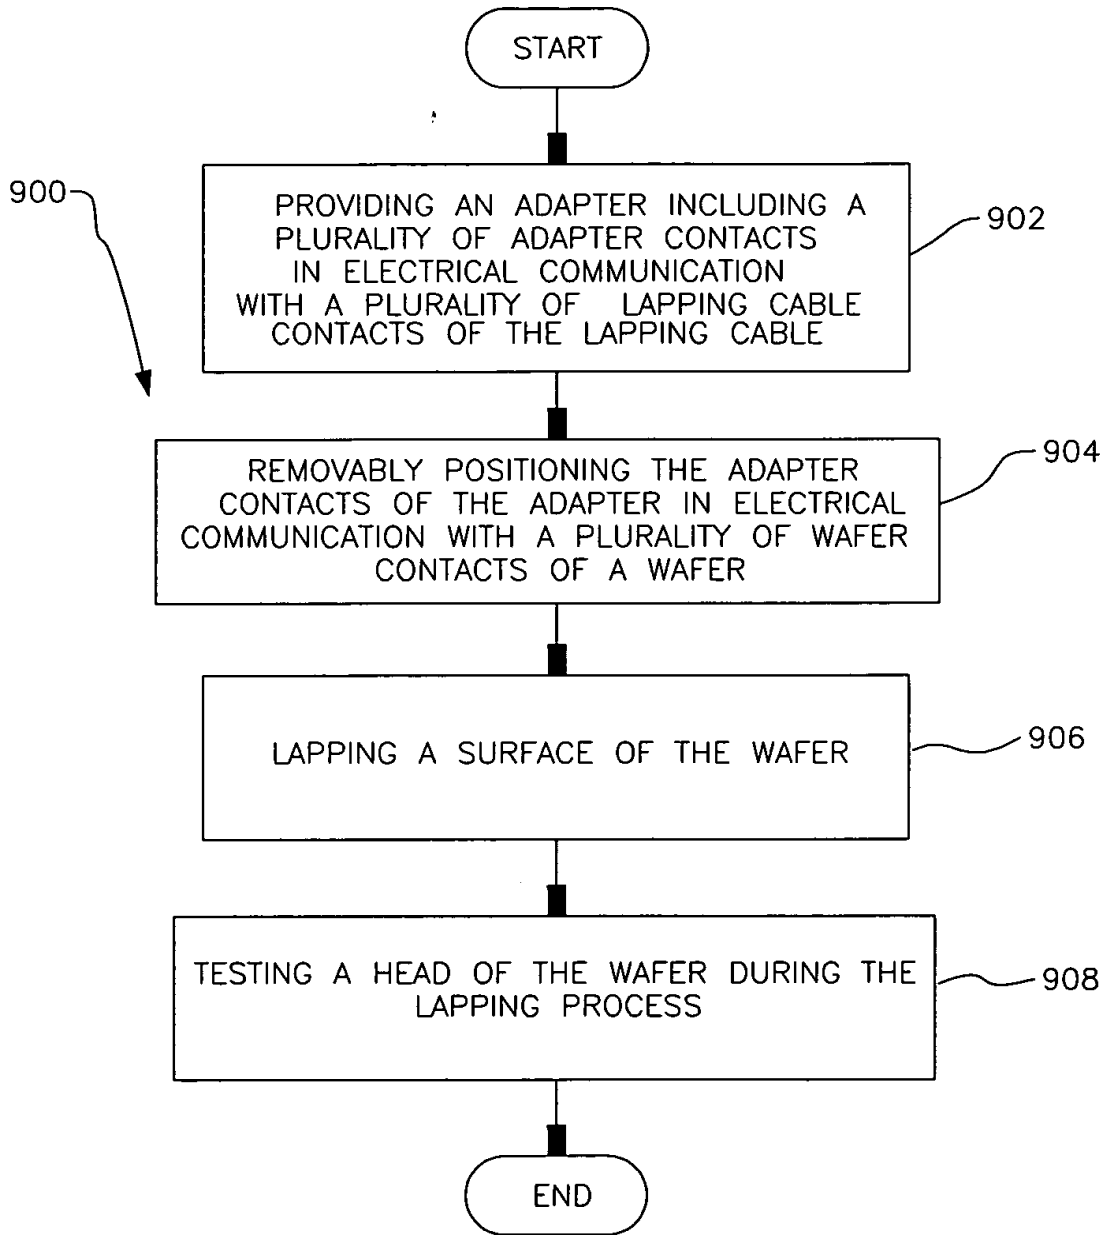 START
900
PROVIDING AN ADAPTER INCLUDING A
PLURALITY OF ADAPTER CONTACTS
IN ELECTRICAL COMMUNICATION
WITH A PLURALITY OF LAPPING CABLE
CONTACTS OF THE LAPPING CABLE
902
REMOVABLY POSITIONING THE ADAPTER
CONTACTS OF THE ADAPTER IN ELECTRICAL
COMMUNICATION WITH A PLURALITY OF WAFER
CONTACTS OF A WAFER
904
LAPPING A SURFACE OF THE WAFER
906
TESTING A HEAD OF THE WAFER DURING THE
LAPPING PROCESS
908
END